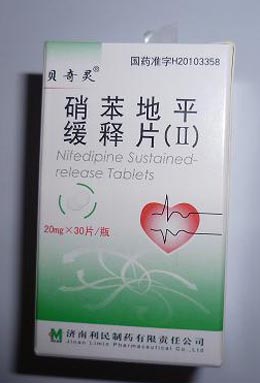 贝奇灵®
国药准字H20103358
硝苯地平
缓释片(II)
Nifedipine Sustained-
release Tablets
20mg×30片/瓶
济南利民制药有限责任公司
Jinan Limin Pharmaceutical Co.,Ltd